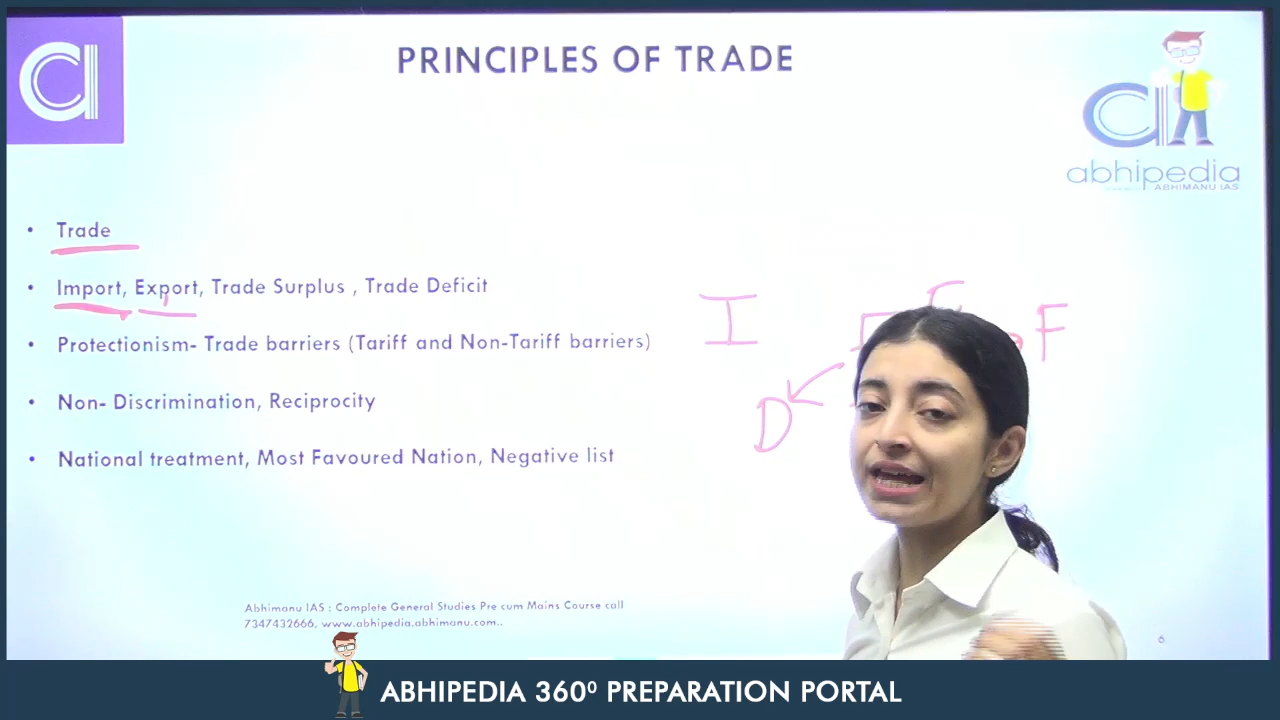 PRINCIPLES OF TRADE
abhipedia
ABHIMANU IAS
• Trade
• Import, Export, Trade Surplus , Trade Deficit
• Protectionism- Trade barriers (Tariff and Non-Tariff barriers)
• Non- Discrimination, Reciprocity
• National treatment, Most Favoured Nation, Negative list
I
F
D
Abhimanu IAS : Complete General Studies Pre cum Mains Course call
7347432666, www.abhipedia.abhimanu.com..
6
ABHIPEDIA 360⁰ PREPARATION PORTAL